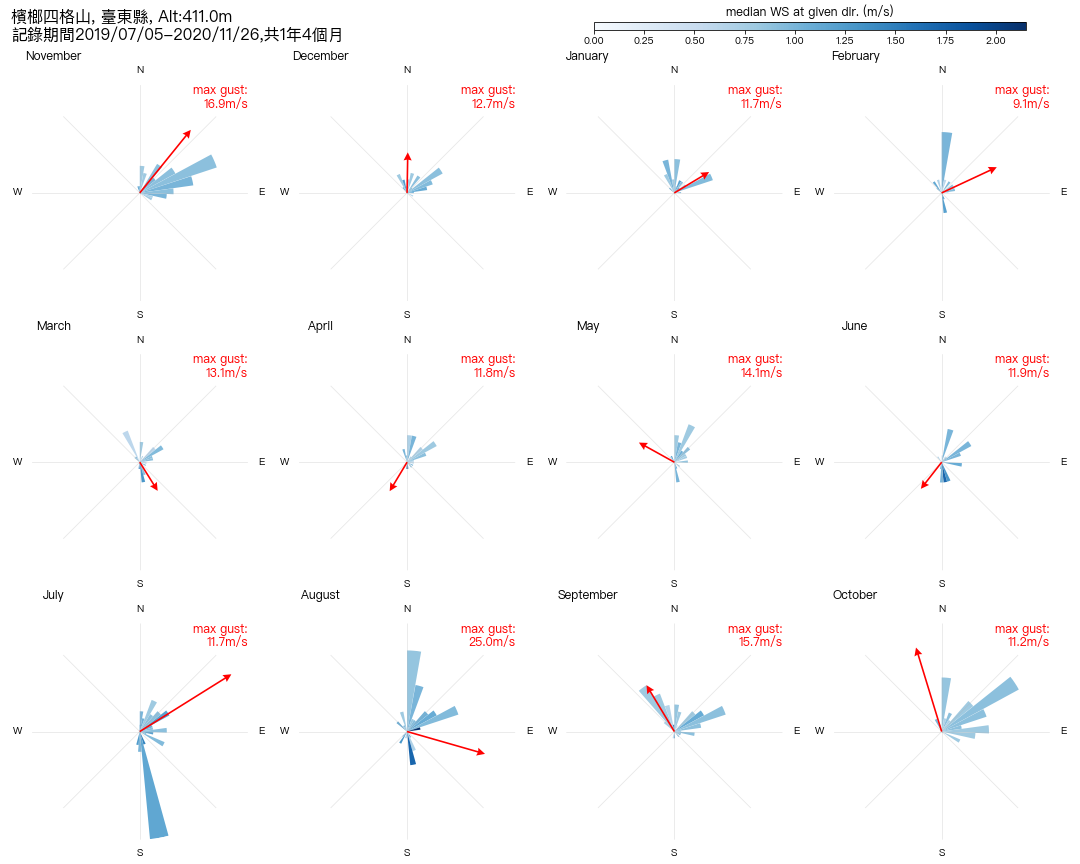 檳榔四格山, 臺東縣, Alt:411.0m
記錄期間2019/07/05–2020/11/26,共1年4個月
median WS at given dir. (m/s)
0.00 0.25 0.50 0.75 1.00 1.25 1.50 1.75 2.00
November
N
max gust:
16.9m/s
W
E
S
December
N
max gust:
12.7m/s
W
E
January
max gust:
11.7m/s
W
E
February
N
max gust:
9.1m/s
W
E
March
N
max gust:
13.1m/s
W
E
S
April
N
max gust:
11.8m/s
W
E
May
max gust:
14.1m/s
W
E
June
N
max gust:
11.9m/s
W
E
S
July
N
max gust:
11.7m/s
W
E
S
August
N
max gust:
25.0m/s
W
E
S
September
max gust:
15.7m/s
W
E
October
N
max gust:
11.2m/s
W
E
S